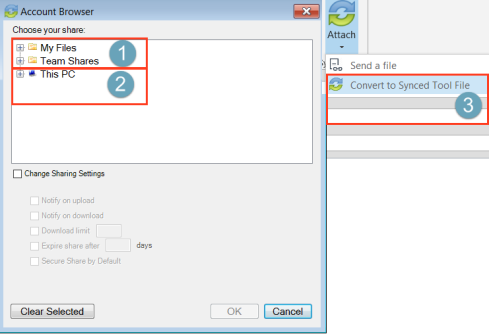 Account Browser
Choose your share:
My Files
1
Team Shares
This PC
2
Change Sharing Settings
Notify on upload
Notify on download
Download limit
Expire share after days
Secure Share by Default
Clear Selected
OK
Cancel
Attach
Send a file
Convert to Synced Tool File
3